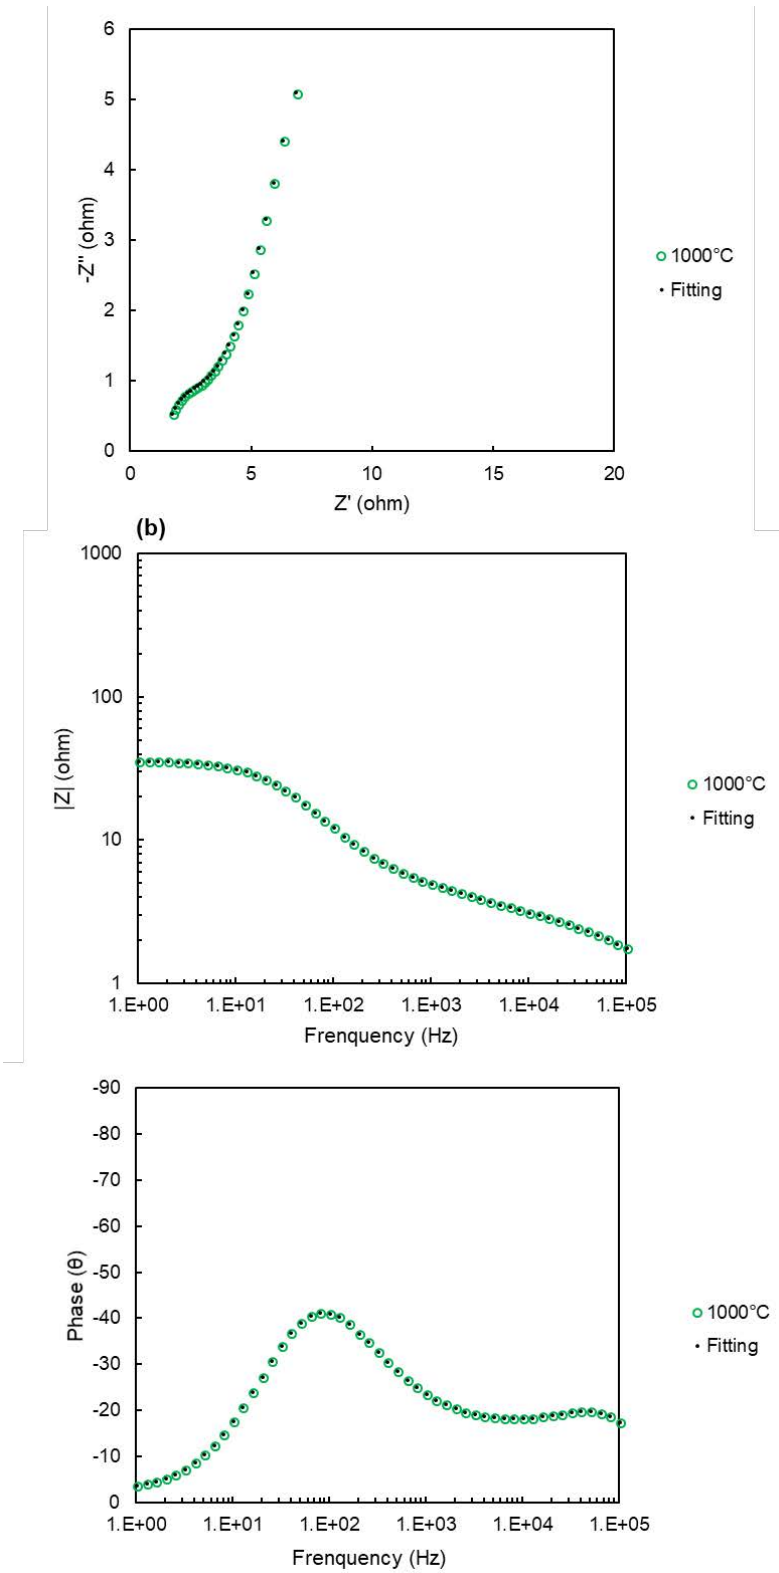 6
5
4
3
2
1
0
-Z'' (ohm)
0 5 10 15 20
Z' (ohm)
1000°C
Fitting
(b)
1000
100
10
1
|Z| (ohm)
1.E+00 1.E+01 1.E+02 1.E+03 1.E+04 1.E+05
Frenquency (Hz)
1000°C
Fitting
-90
-80
-70
-60
-50
-40
-30
-20
-10
0
Phase (θ)
1.E+00 1.E+01 1.E+02 1.E+03 1.E+04 1.E+05
Frenquency (Hz)
1000°C
Fitting